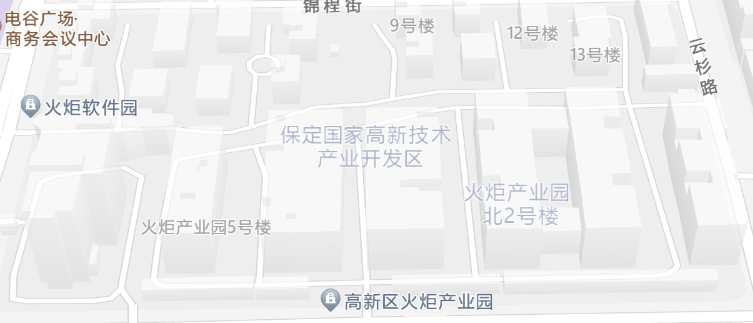 锦程街
电谷广场·
商务会议中心
9号楼
12号楼
13号楼
云杉路
火炬软件园
保定国家高新技术
产业开发区
火炬产业园
北2号楼
火炬产业园5号楼
高新区火炬产业园